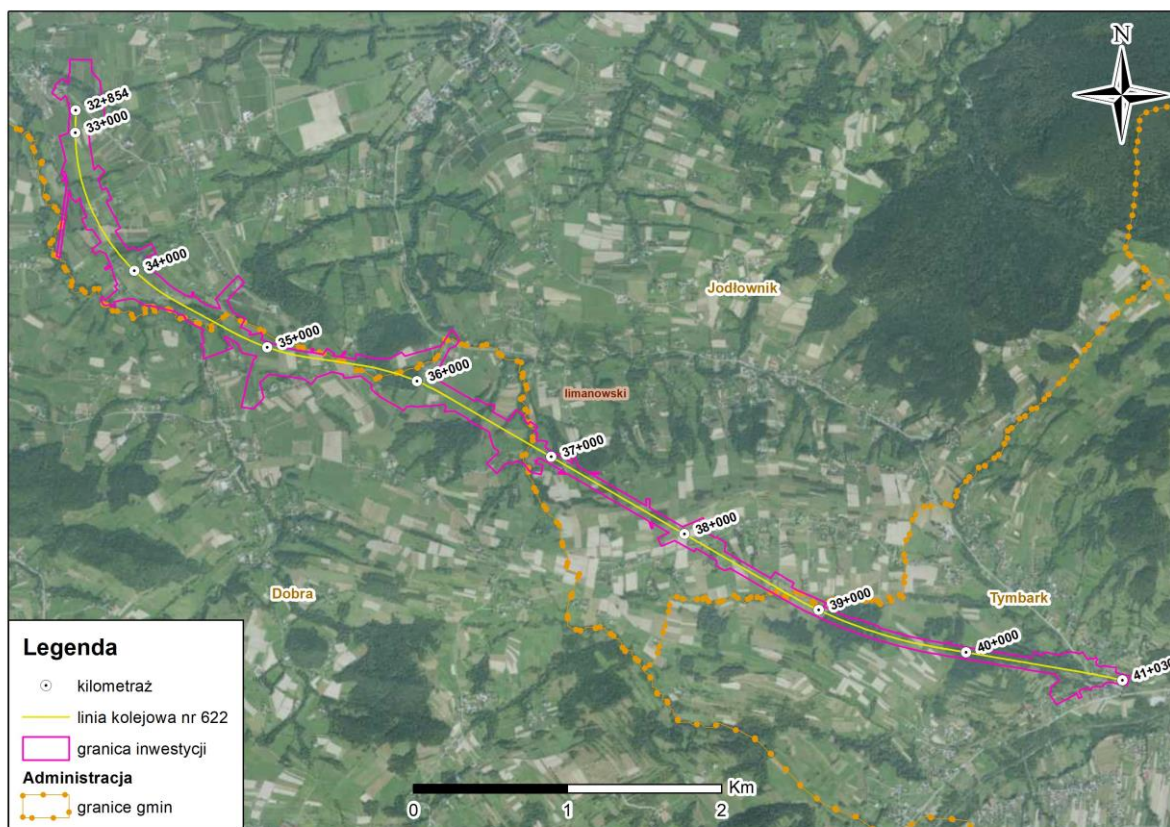 N
32+854
33+000
34+000
Jodłownik
35+000
36+000
limanowski
37+000
38+000
Dobra
Tymbark
39+000
40+000
41+030
Legenda
kilometraż
linia kolejowa nr 622
granica inwestycji
Administracja
granice gmin
Km
0 1 2